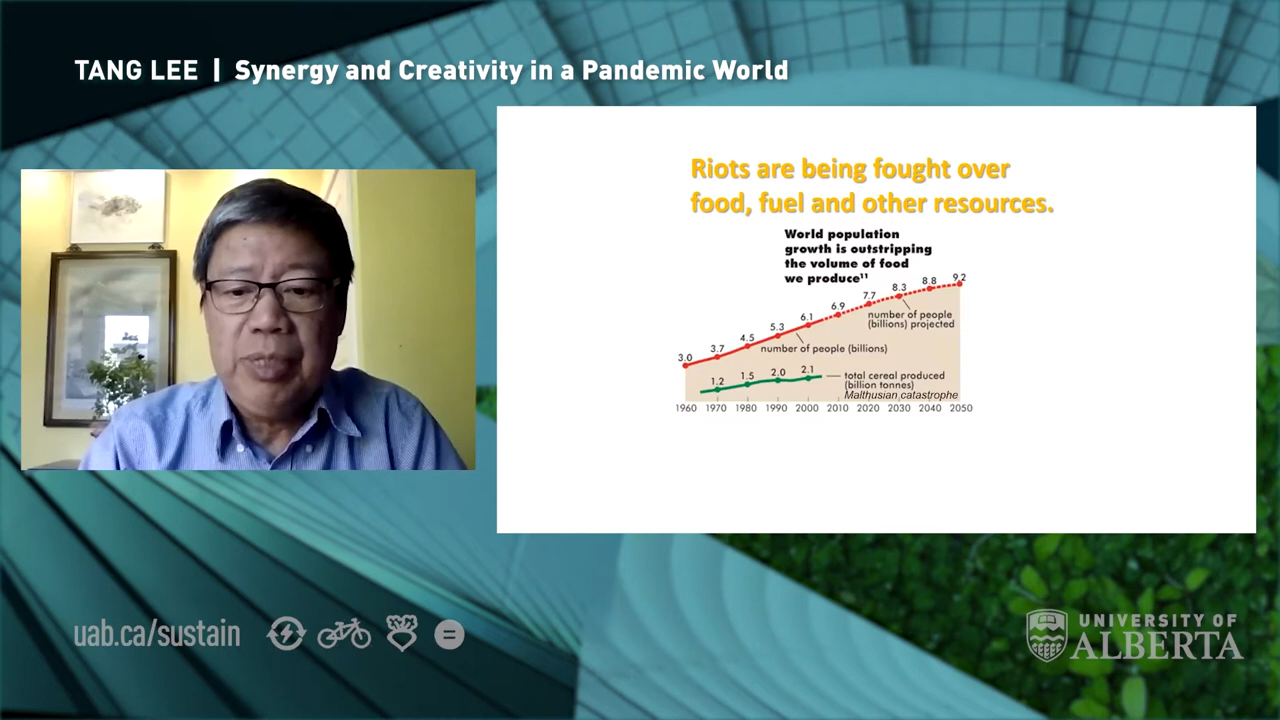 TANG LEE | Synergy and Creativity in a Pandemic World
Riots are being fought over
food, fuel and other resources.
World population
growth is outstripping
the volume of food
we produce¹¹
3.0
3.7
4.5
5.3
6.1
6.9
7.7
8.3
8.8
9.2
number of people
(billions) projected
number of people (billions)
1.2
1.5
2.0
2.1
total cereal produced
(billion tonnes)
Malthusian catastrophe
1960 1970 1980 1990 2000 2010 2020 2030 2040 2050
uab.ca/sustain
UNIVERSITY OF
ALBERTA